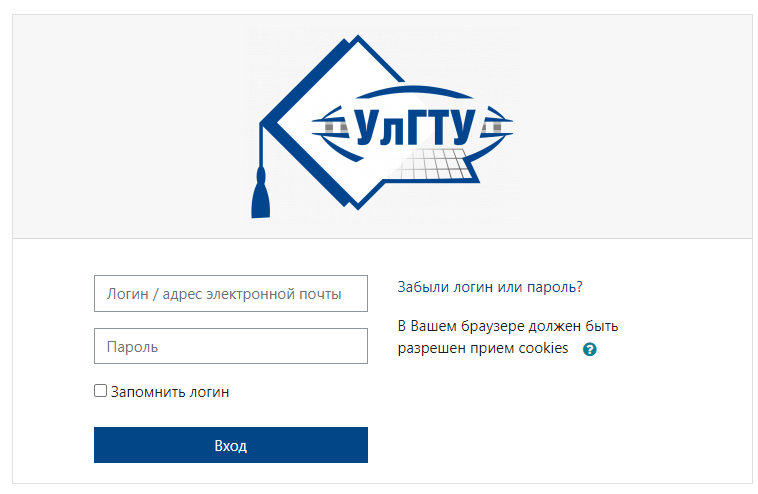 УлГТУ
Логин / адрес электронной почты
Пароль
Запомнить логин
Вход
Забыли логин или пароль?
В Вашем браузере должен быть
разрешен прием cookies ?